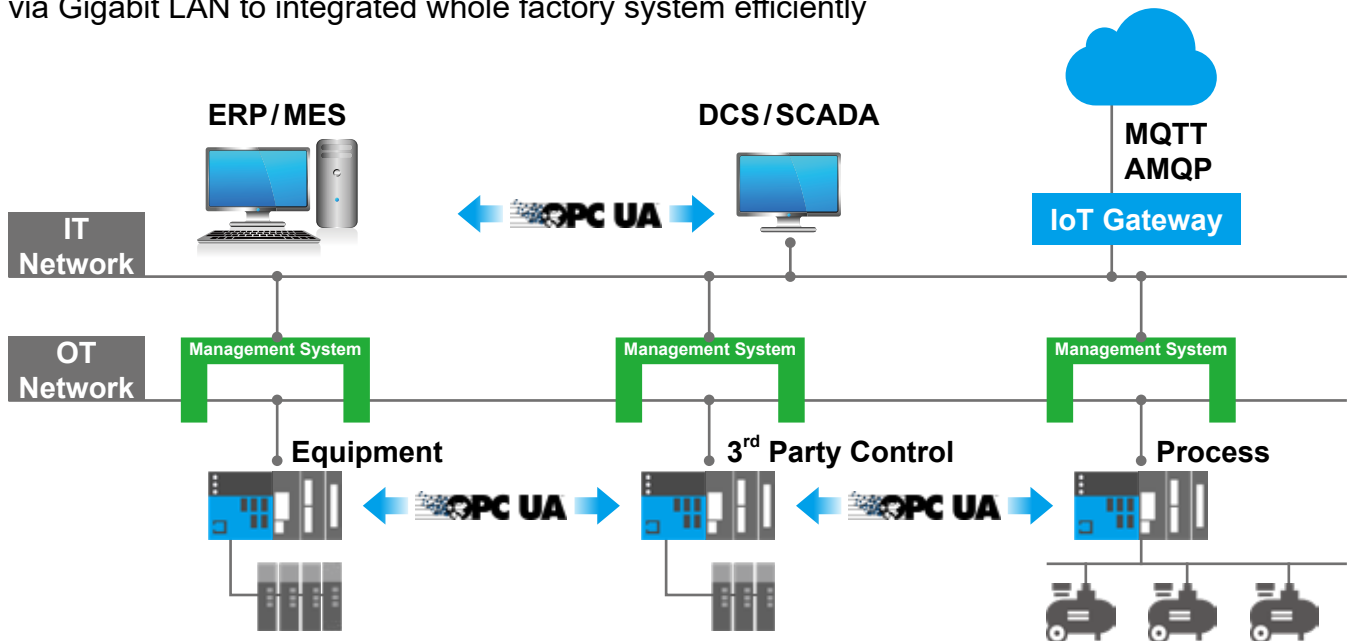 via Gigabit LAN to integrated whole factory system efficiently
ERP/MES
DCS/SCADA
MQTT
AMQP
OPC UA
IoT Gateway
IT
Network
OT
Network
Management System
Management System
Management System
Equipment
3rd Party Control
Process
OPC UA
OPC UA